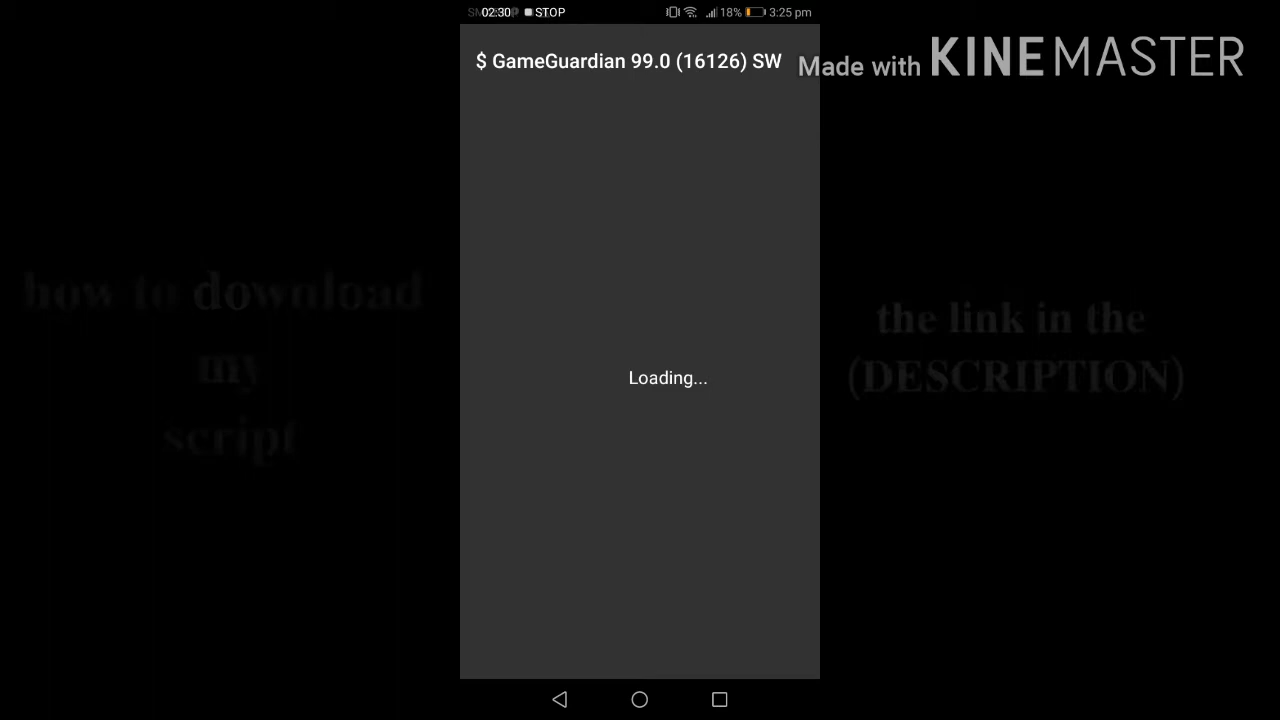 02:30 STOP 18% 3:25 pm
$ GameGuardian 99.0 (16126) SW
Made with KINEMASTER
how to download
my
script
the link in the
(DESCRIPTION)
Loading...